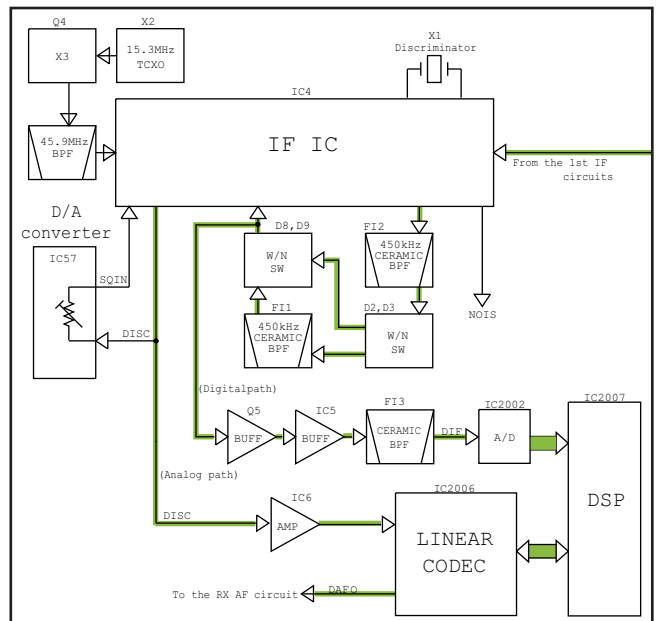 Q4
X2
X3
15.3MHz
TCXO
X1
Discriminator
IC4
45.9MHz
BPF
IF IC
From the 1st IF
circuits
D/A
converter
IC57
SQIN
DISC
D8,D9
W/N
SW
FI2
450kHz
CERAMIC
BPF
FI1
450kHz
CERAMIC
BPF
D2,D3
W/N
SW
NOIS
(Digitalpath)
Q5
BUFF
IC5
BUFF
FI3
CERAMIC
BPF
DIF
IC2002
A/D
IC2007
DSP
(Analog path)
DISC
IC6
AMP
IC2006
LINEAR
CODEC
To the RX AF circuit
DAFO